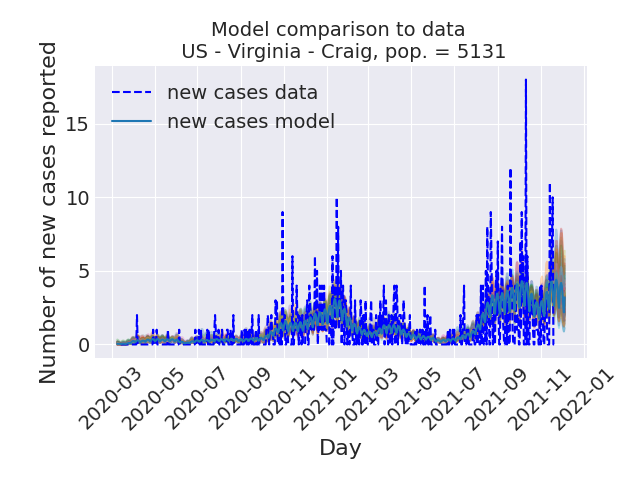 Model comparison to data
US - Virginia - Craig, pop. = 5131
new cases data
new cases model
Number of new cases reported
15
10
5
0
2020-03
2020-05
2020-07
2020-09
2020-11
2021-01
2021-03
2021-05
2021-07
2021-09
2021-11
2022-01
Day